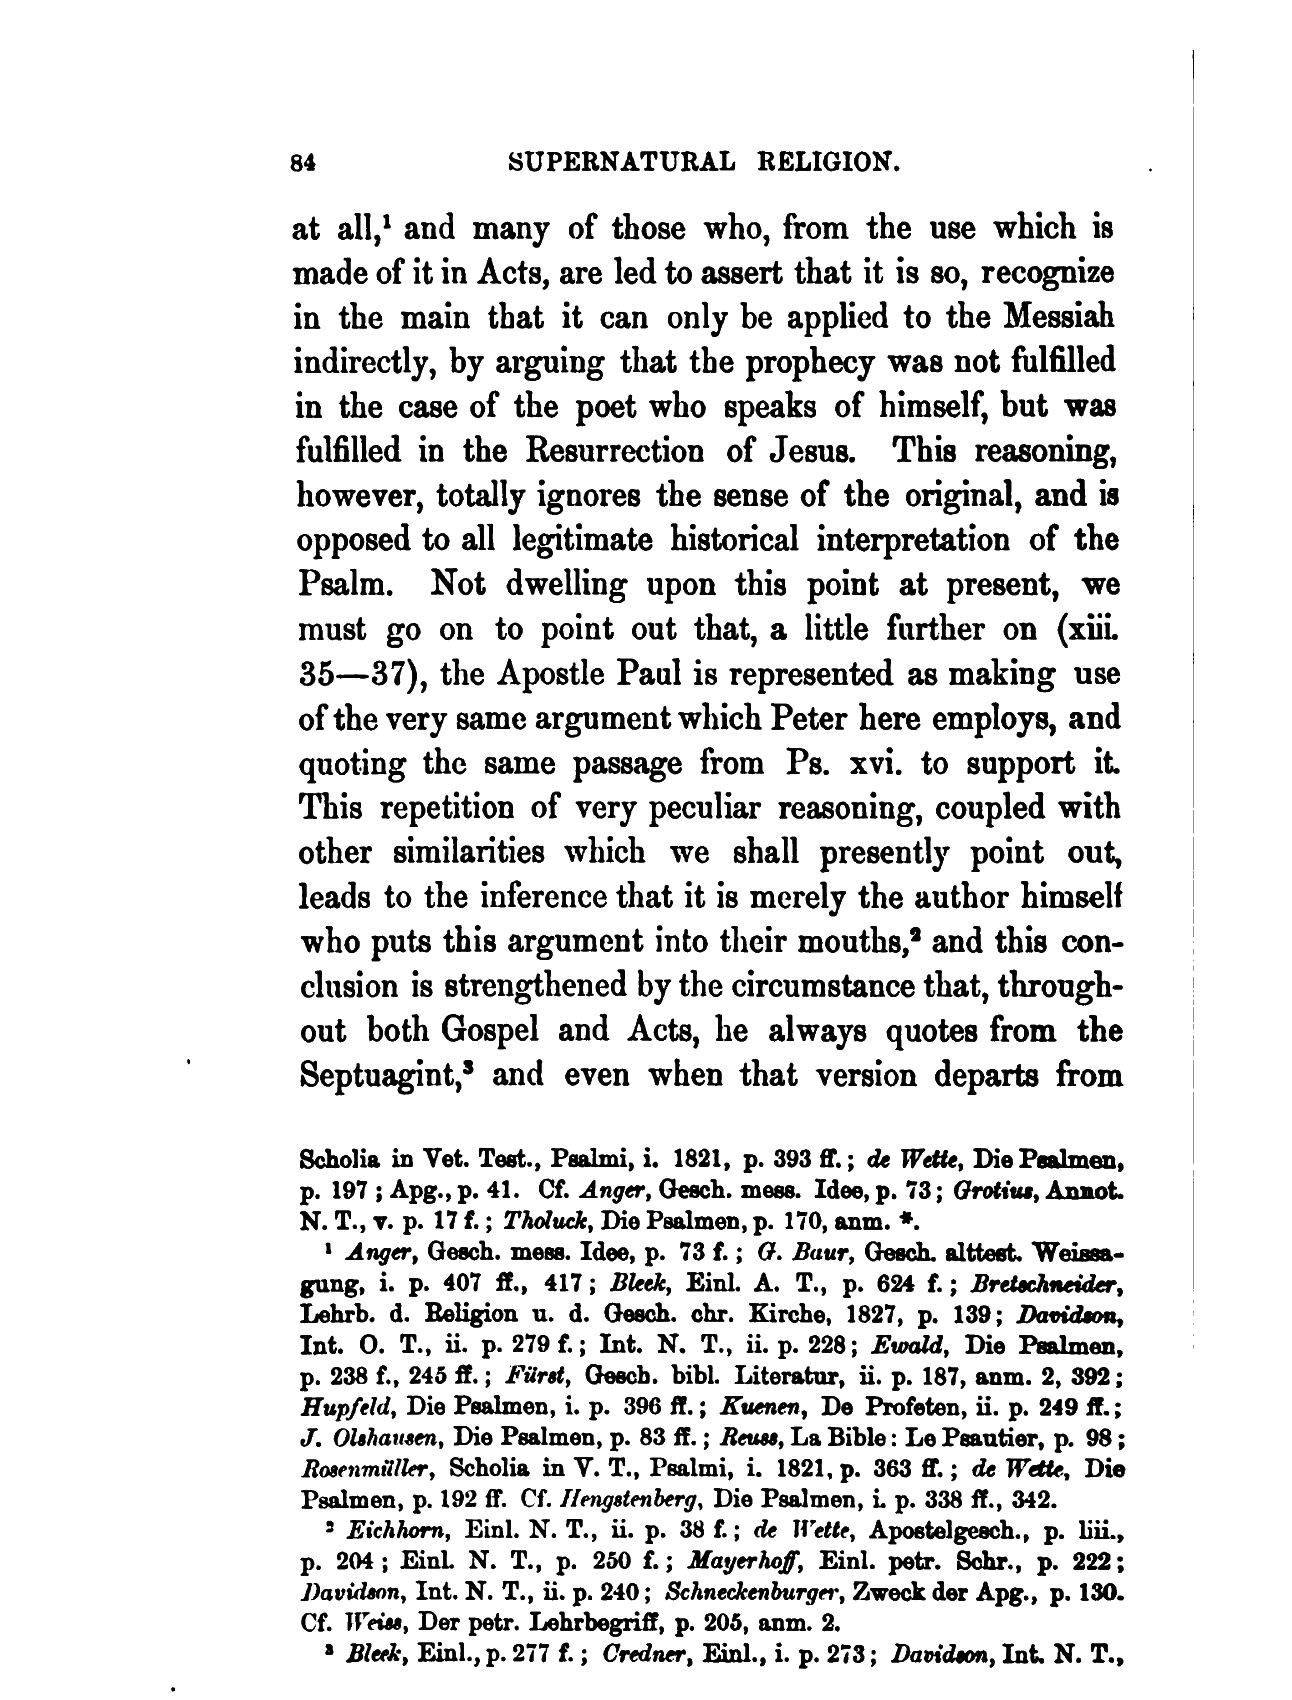 84 SUPERNATURAL RELIGION.
at all,¹ and many of those who, from the use which is
made of it in Acts, are led to assert that it is so, recognize
in the main that it can only be applied to the Messiah
indirectly, by arguing that the prophecy was not fulfilled
in the case of the poet who speaks of himself, but was
fulfilled in the Resurrection of Jesus. This reasoning,
however, totally ignores the sense of the original, and is
opposed to all legitimate historical interpretation of the
Psalm. Not dwelling upon this point at present, we
must go on to point out that, a little further on (xiii.
35—37), the Apostle Paul is represented as making use
of the very same argument which Peter here employs, and
quoting the same passage from Ps. xvi. to support it.
This repetition of very peculiar reasoning, coupled with
other similarities which we shall presently point out,
leads to the inference that it is merely the author himself
who puts this argument into their mouths,² and this con-
clusion is strengthened by the circumstance that, through-
out both Gospel and Acts, he always quotes from the
Septuagint,³ and even when that version departs from
Scholia in Vet. Test., Psalmi, i. 1821, p. 393 ff.; de Wette, Die Psalmen,
p. 197; Apg., p. 41. Cf. Anger, Gesch. mess. Idee, p. 73; Grotius, Annot.
N. T., v. p. 17 f.; Tholuck, Die Psalmen, p. 170, anm. *.
¹ Anger, Gesch. mess. Idee, p. 73 f.; G. Baur, Gesch. alttest. Weissa-
gung, i. p. 407 ff., 417; Bleek, Einl. A. T., p. 624 f.; Bretschneider,
Lehrb. d. Religion u. d. Gesch. chr. Kirche, 1827, p. 139; Davidson,
Int. O. T., ii. p. 279 f.; Int. N. T., ii. p. 228; Ewald, Die Psalmen,
p. 238 f., 245 ff.; Fürst, Gesch. bibl. Literatur, ii. p. 187, anm. 2, 392;
Hupfeld, Die Psalmen, i. p. 396 ff.; Kuenen, De Profeten, ii. p. 249 ff.;
J. Olshausen, Die Psalmen, p. 83 ff.; Reuss, La Bible: Le Psautier, p. 98;
Rosenmüller, Scholia in V. T., Psalmi, i. 1821, p. 363 ff.; de Wette, Die
Psalmen, p. 192 ff. Cf. Hengstenberg, Die Psalmen, i. p. 338 ff., 342.
² Eichhorn, Einl. N. T., ii. p. 38 f.; de Wette, Apostelgesch., p. liii.,
p. 204; Einl. N. T., p. 250 f.; Mayerhoff, Einl. petr. Schr., p. 222;
Davidson, Int. N. T., ii. p. 240; Schneckenburger, Zweck der Apg., p. 130.
Cf. Weiss, Der petr. Lehrbegriff, p. 205, anm. 2.
³ Bleek, Einl., p. 277 f.; Credner, Einl., i. p. 273; Davidson, Int. N. T.,